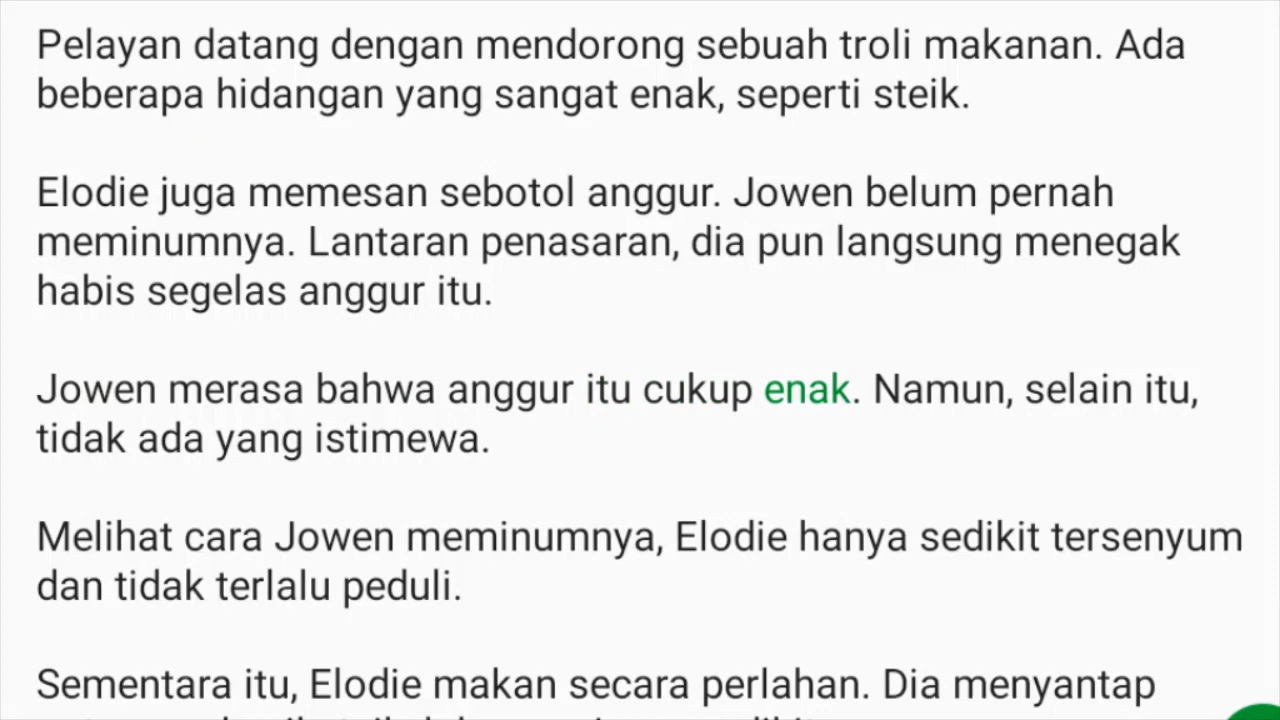 Pelayan datang dengan mendorong sebuah troli makanan. Ada
beberapa hidangan yang sangat enak, seperti steik.
Elodie juga memesan sebotol anggur. Jowen belum pernah
meminumnya. Lantaran penasaran, dia pun langsung menegak
habis segelas anggur itu.
Jowen merasa bahwa anggur itu cukup enak. Namun, selain itu,
tidak ada yang istimewa.
Melihat cara Jowen meminumnya, Elodie hanya sedikit tersenyum
dan tidak terlalu peduli.
Sementara itu, Elodie makan secara perlahan. Dia menyantap